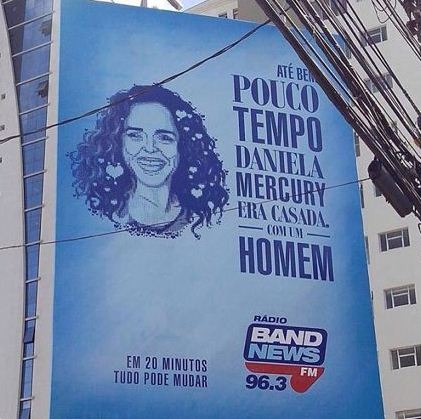 ATÉ BEM
POUCO
TEMPO
DANIELA
MERCURY
ERA CASADA.
COM UM
HOMEM
RÁDIO
BAND
NEWS
FM
96.3
EM 20 MINUTOS
TUDO PODE MUDAR